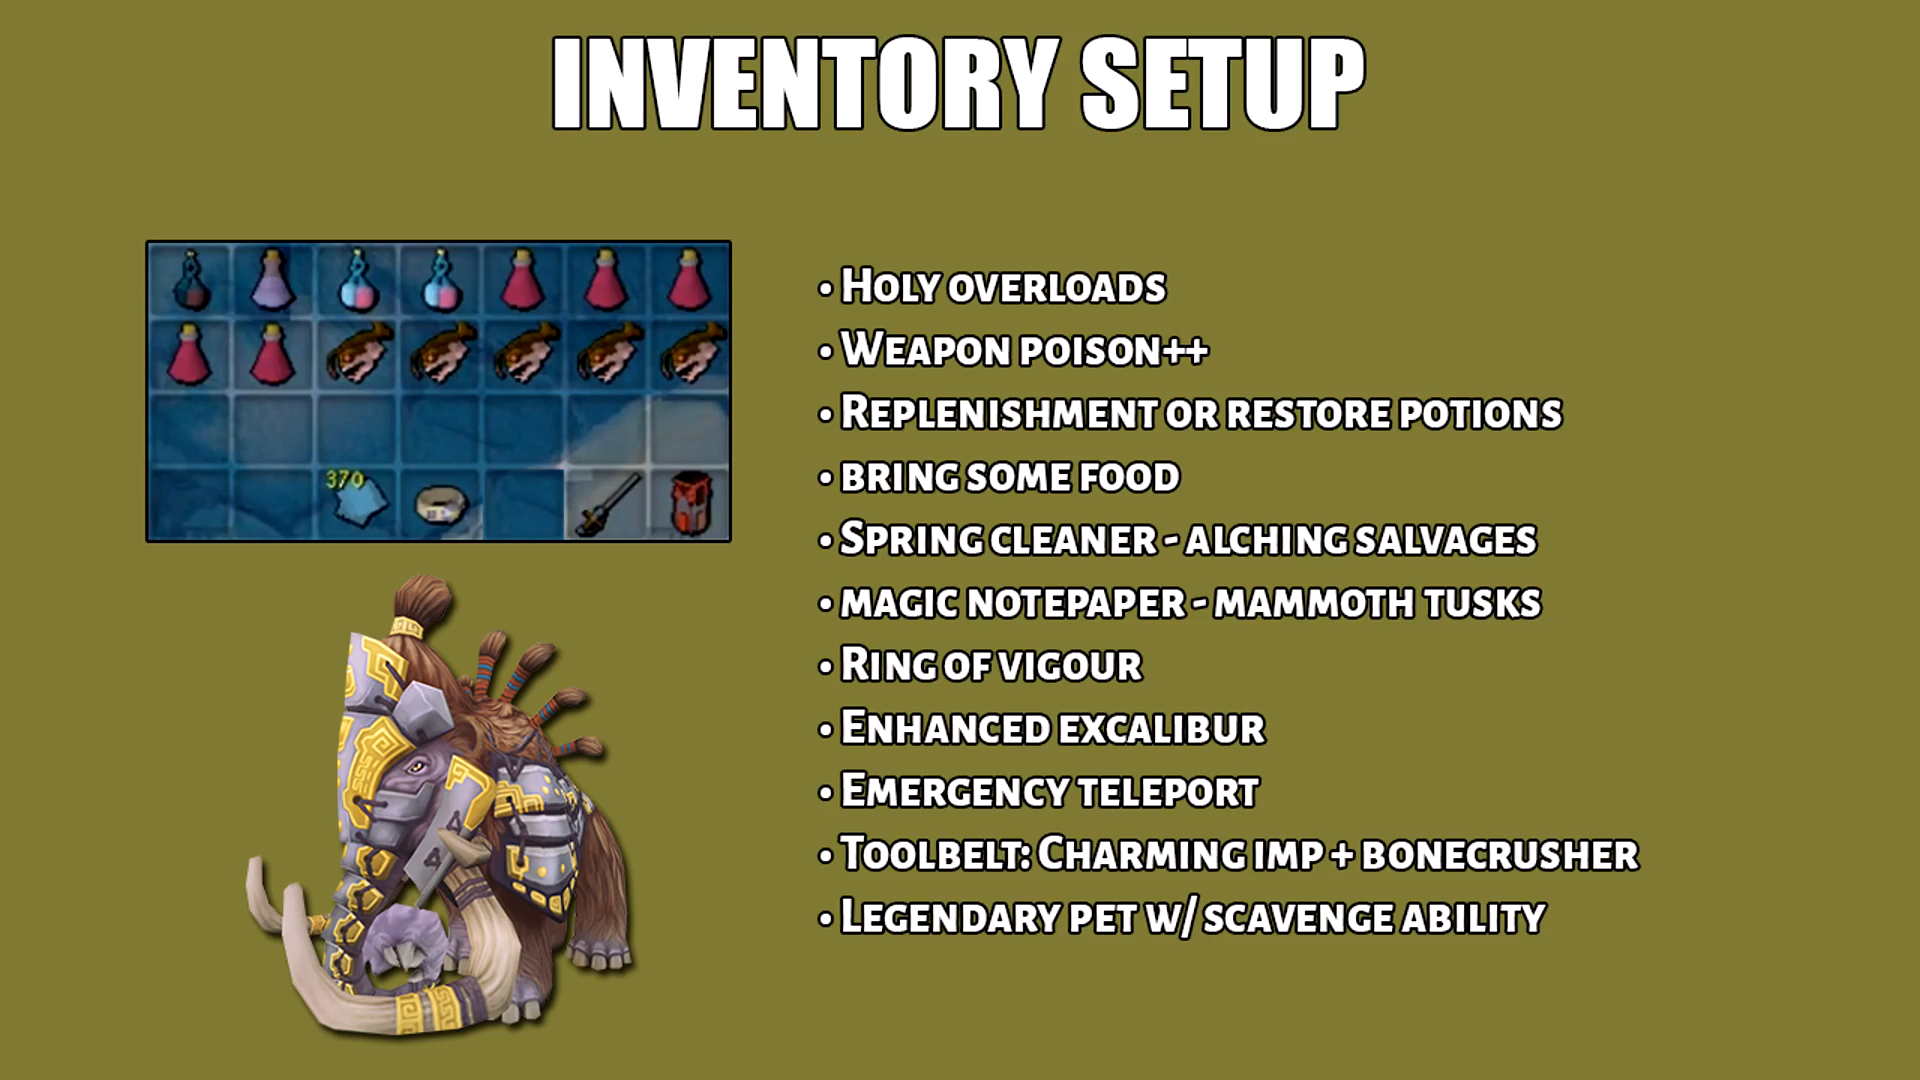 INVENTORY SETUP
370
• Holy overloads
• Weapon poison++
• Replenishment or restore potions
• bring some food
• Spring cleaner - alching salvages
• magic notepaper - mammoth tusks
• Ring of vigour
• Enhanced excalibur
• Emergency teleport
• Toolbelt: Charming imp + bonecrusher
• Legendary pet w/ scavenge ability